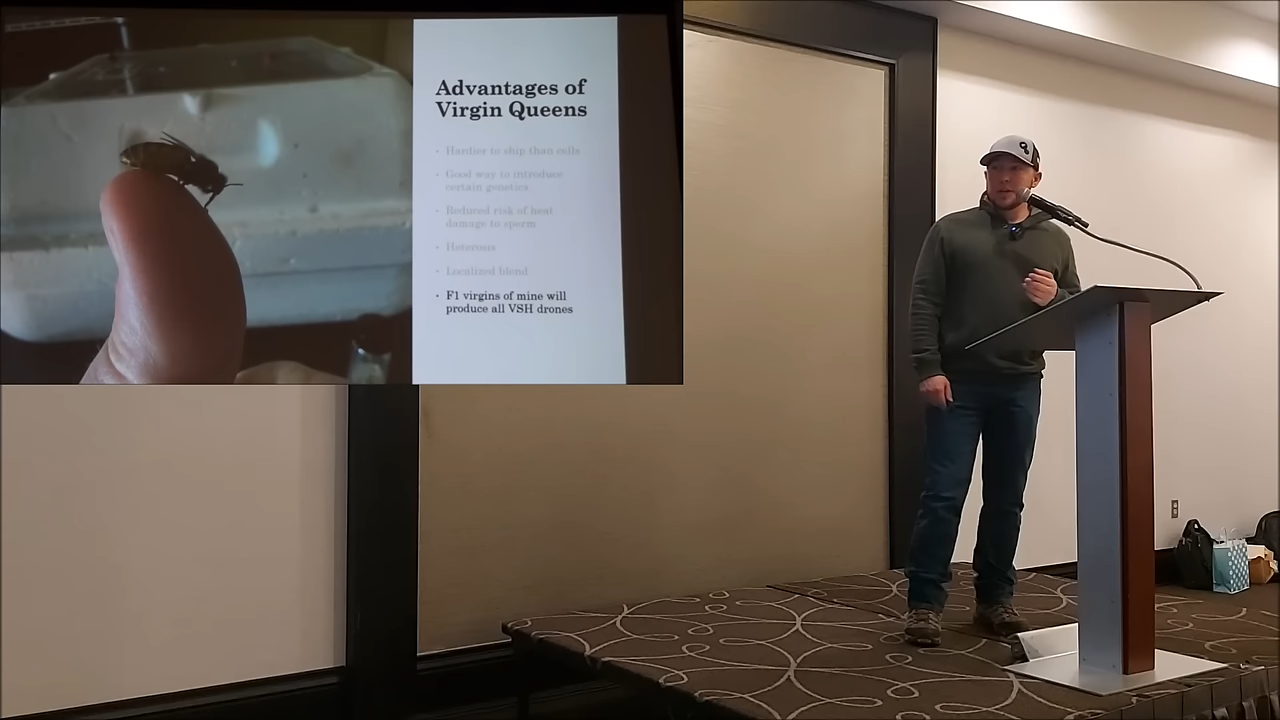 Advantages of
Virgin Queens
• Hardier to ship than cells
• Good way to introduce
certain genetics
• Reduced risk of heat
damage to sperm
• Heterosis
• Localized blend
• F1 virgins of mine will
produce all VSH drones